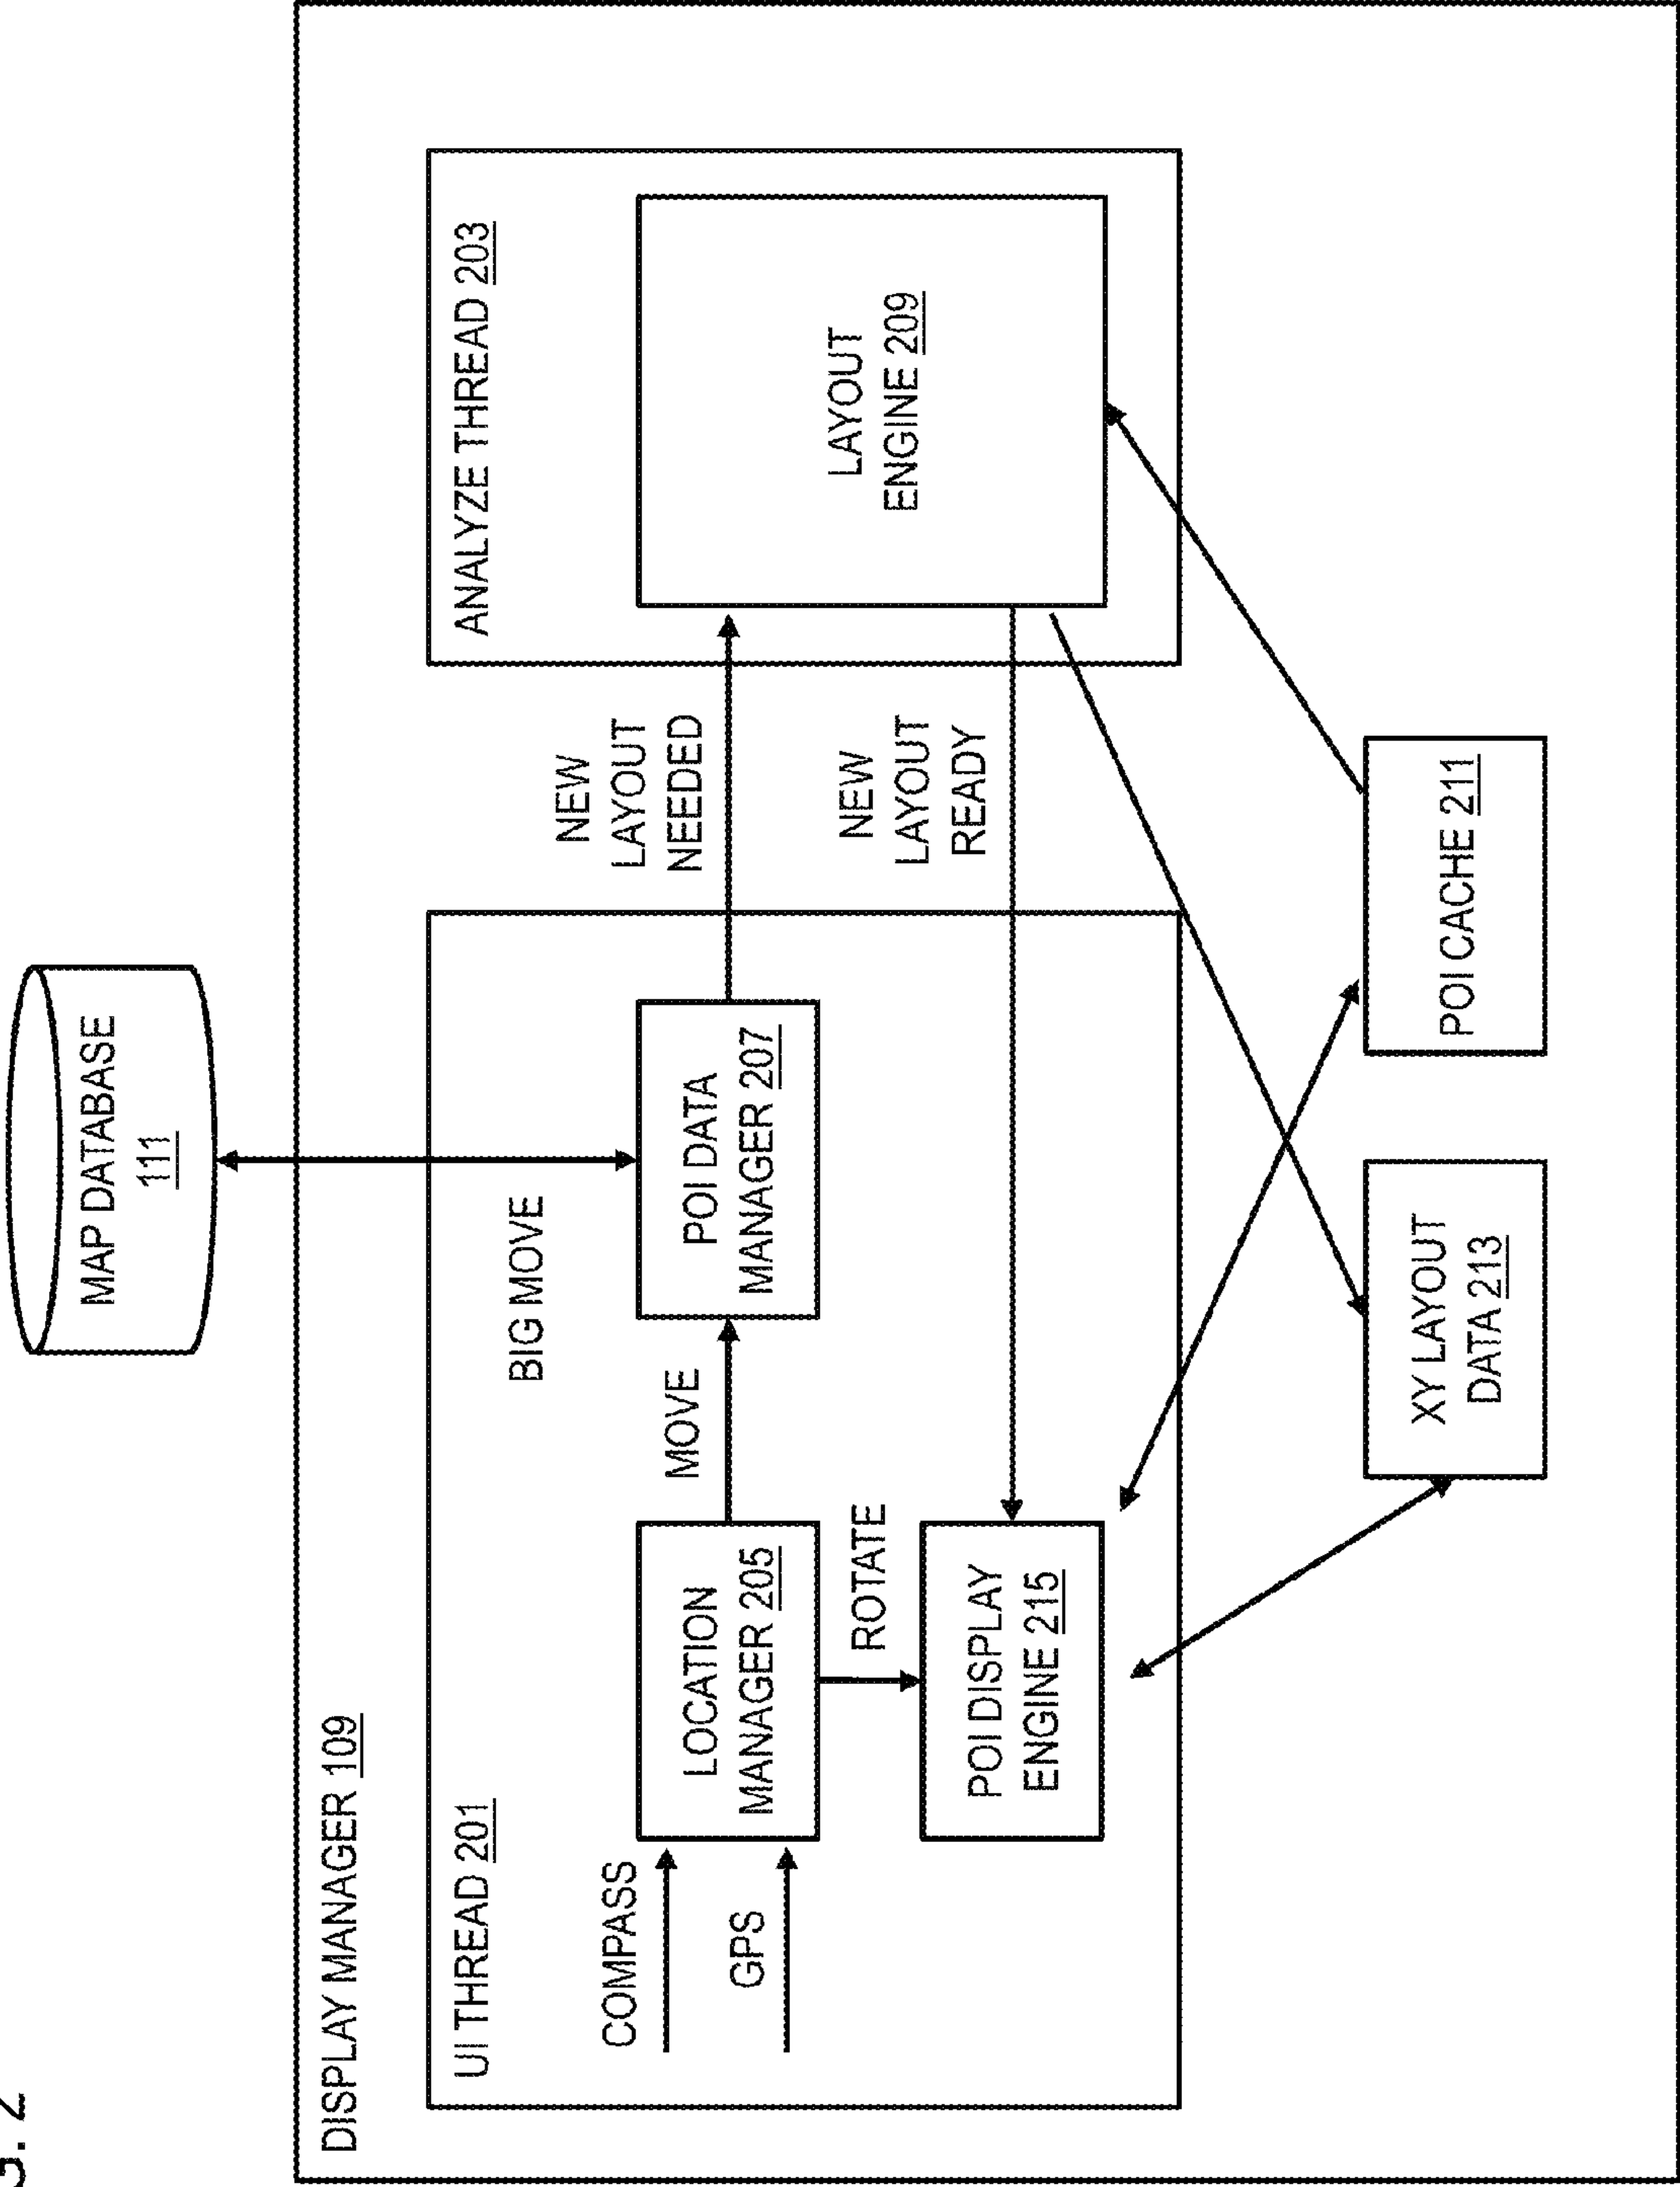 MAP DATABASE
111
DISPLAY MANAGER 109
UI THREAD 201
ANALYZE THREAD 203
BIG MOVE
COMPASS
GPS
LOCATION
MANAGER 205
MOVE
POI DATA
MANAGER 207
NEW
LAYOUT
NEEDED
LAYOUT
ENGINE 209
ROTATE
NEW
LAYOUT
READY
POI DISPLAY
ENGINE 215
XY LAYOUT
DATA 213
POI CACHE 211